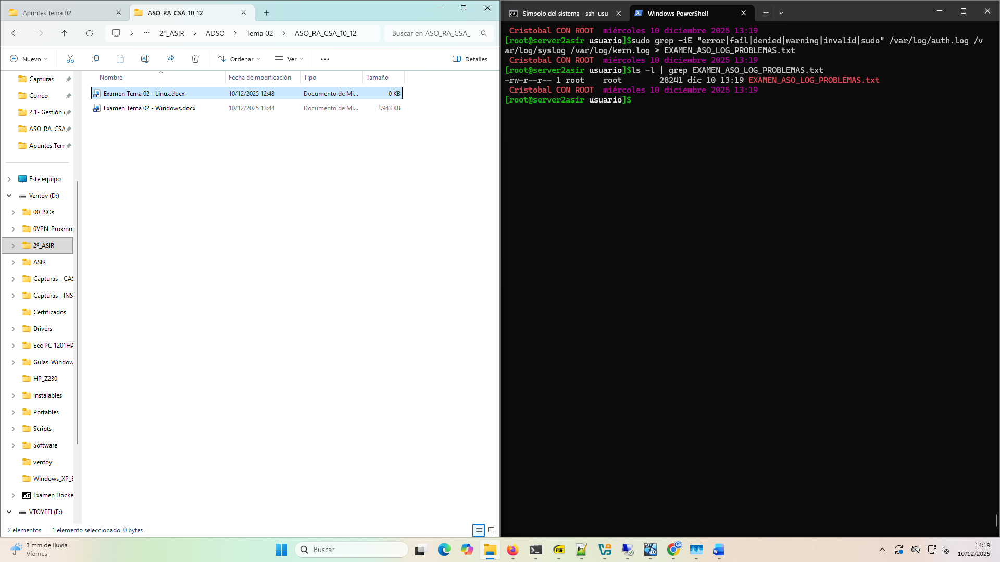 Apuntes Tema 02
ASO_RA_CSA_10_12
2º_ASIR
ADSO
Tema 02
ASO_RA_CSA_10_12
Buscar en ASO_RA_CSA_
Nuevo
Ordenar
Ver
Detalles
Nombre
Fecha de modificación
Tipo
Tamaño
Examen Tema 02 - Linux.docx
10/12/2025 12:48
Documento de Mi...
0 KB
Examen Tema 02 - Windows.docx
10/12/2025 13:44
Documento de Mi...
3.943 KB
Capturas
Correo
2.1- Gestión
ASO_RA_CSA
Apuntes Tem
Este equipo
Ventoy (D:)
00_ISOs
0VPN_Proxmo
2º_ASIR
ASIR
Capturas - CAS
Capturas - INS
Certificados
Drivers
Eee PC 1201HA
Guías_Window
HP_Z230
Instalables
Portables
Scripts
Software
ventoy
Windows_XP_E
Examen Docke
VTOYEFI (E:)
2 elementos
1 elemento seleccionado
0 bytes
Símbolo del sistema - ssh usu
Windows PowerShell
Cristobal CON ROOT miércoles 10 diciembre 2025 13:19
[root@server2asir usuario]$sudo grep -iE "error|fail|denied|warning|invalid|sudo" /var/log/auth.log /v
ar/log/syslog /var/log/kern.log > EXAMEN_ASO_LOG_PROBLEMAS.txt
Cristobal CON ROOT miércoles 10 diciembre 2025 13:19
[root@server2asir usuario]$ls -l | grep EXAMEN_ASO_LOG_PROBLEMAS.txt
-rw-r--r-- 1 root root 28241 dic 10 13:19 EXAMEN_ASO_LOG_PROBLEMAS.txt
Cristobal CON ROOT miércoles 10 diciembre 2025 13:19
[root@server2asir usuario]$
3 mm de lluvia
Viernes
Buscar
14:19
10/12/2025